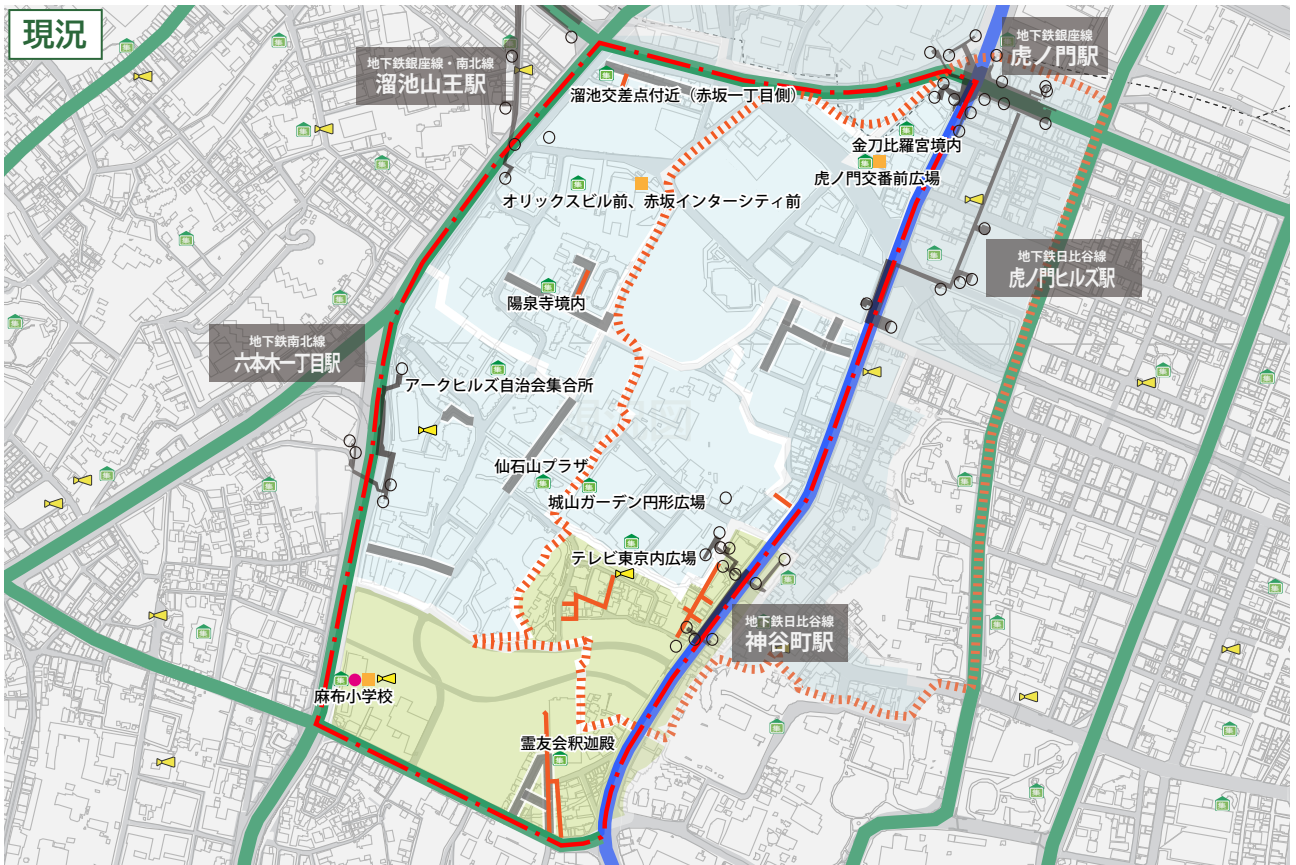 現況
地下鉄銀座線・南北線
溜池山王駅
地下鉄銀座線
虎ノ門駅
溜池交差点付近（赤坂一丁目側）
金刀比羅宮境内
虎ノ門交番前広場
オリックスビル前、赤坂インターシティ前
地下鉄日比谷線
虎ノ門ヒルズ駅
陽泉寺境内
地下鉄南北線
六本木一丁目駅
アークヒルズ自治会集合所
仙石山プラザ
城山ガーデン円形広場
テレビ東京内広場
地下鉄日比谷線
神谷町駅
麻布小学校
霊友会釈迦殿